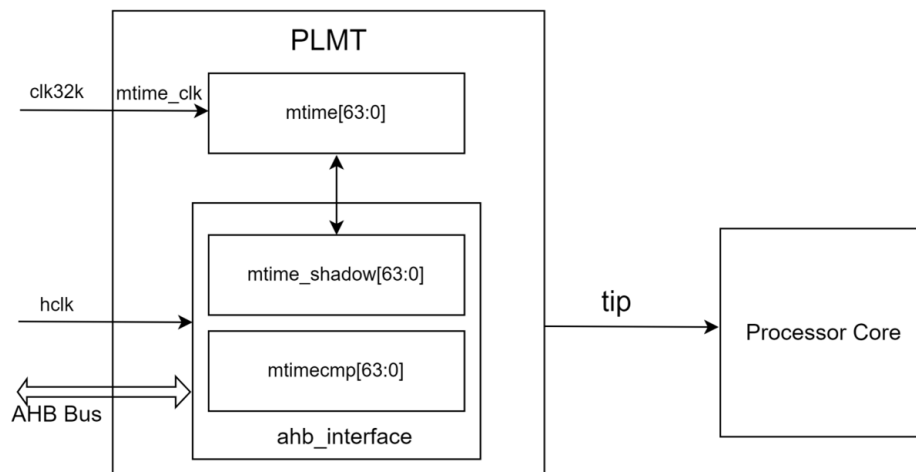 PLMT
clk32k
mtime_clk
mtime[63:0]
mtime_shadow[63:0]
hclk
tip
Processor Core
mtimecmp[63:0]
AHB Bus
ahb_interface